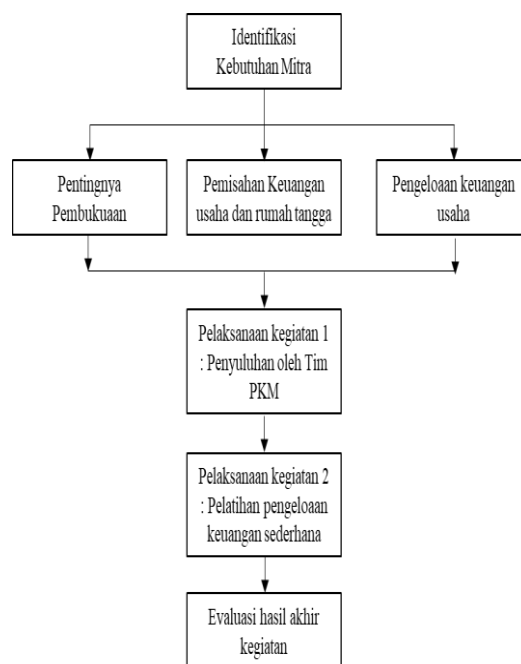 Identifikasi
Kebutuhan Mitra
Pentingnya
Pembukuaan
Pemisahan Keuangan
usaha dan rumah tangga
Pengeloaan keuangan
usaha
Pelaksanaan kegiatan 1
: Penyuluhan oleh Tim
PKM
Pelaksanaan kegiatan 2
: Pelatihan pengeloaan
keuangan sederhana
Evaluasi hasil akhir
kegiatan